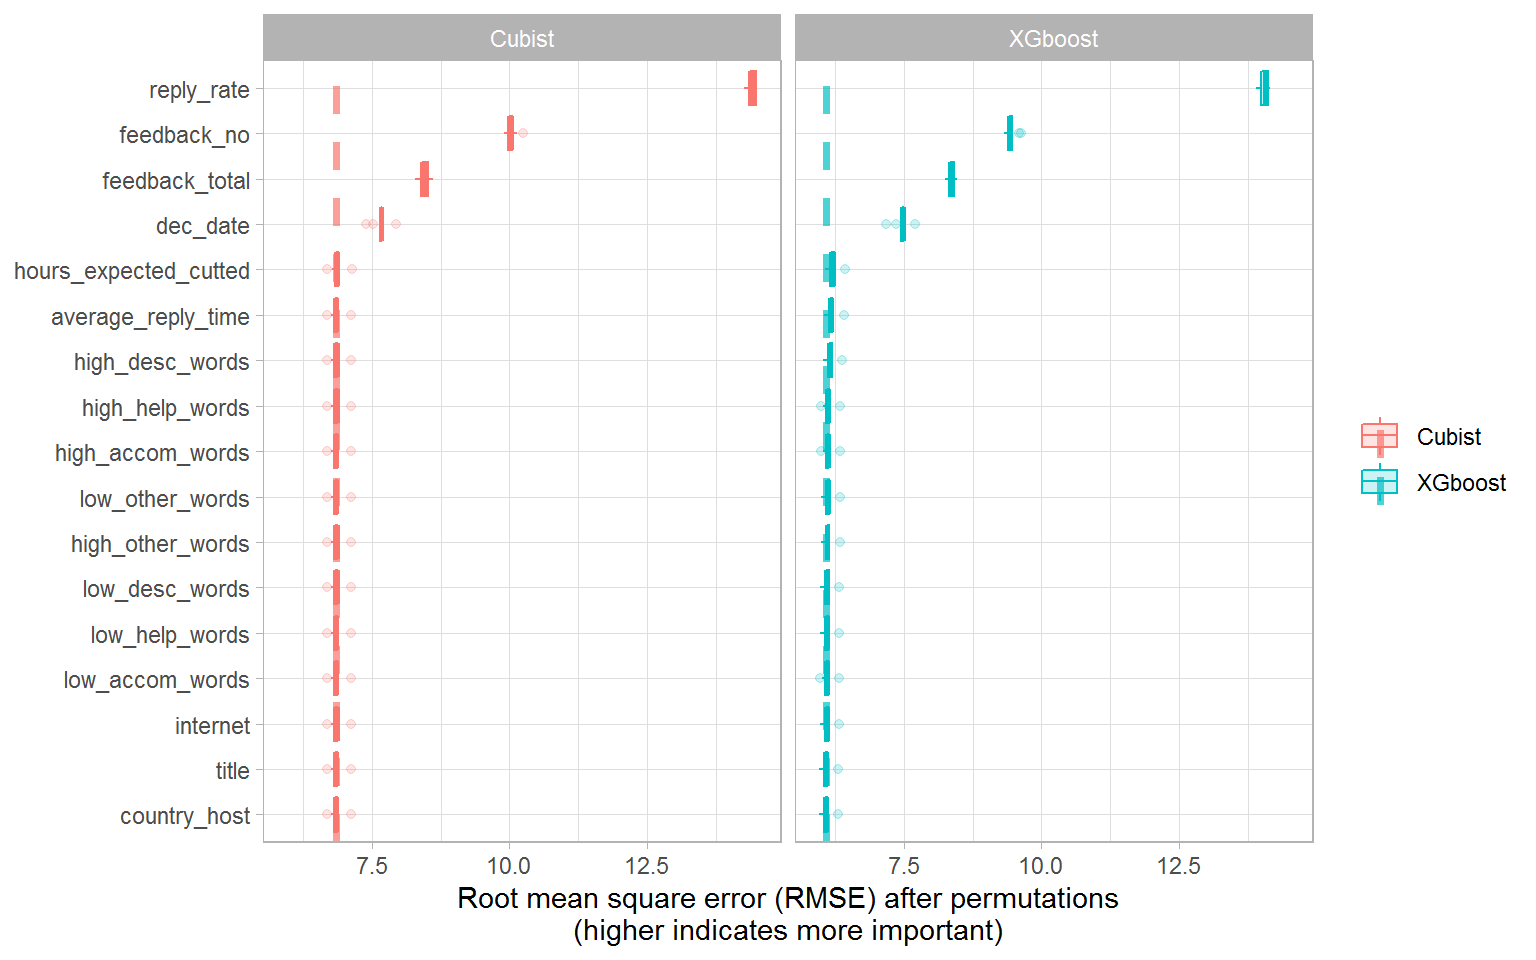 Cubist
XGboost
reply_rate
feedback_no
feedback_total
dec_date
hours_expected_cutted
average_reply_time
high_desc_words
high_help_words
high_accom_words
low_other_words
high_other_words
low_desc_words
low_help_words
low_accom_words
internet
title
country_host
7.5 10.0 12.5
7.5 10.0 12.5
Root mean square error (RMSE) after permutations
(higher indicates more important)
Cubist
XGboost